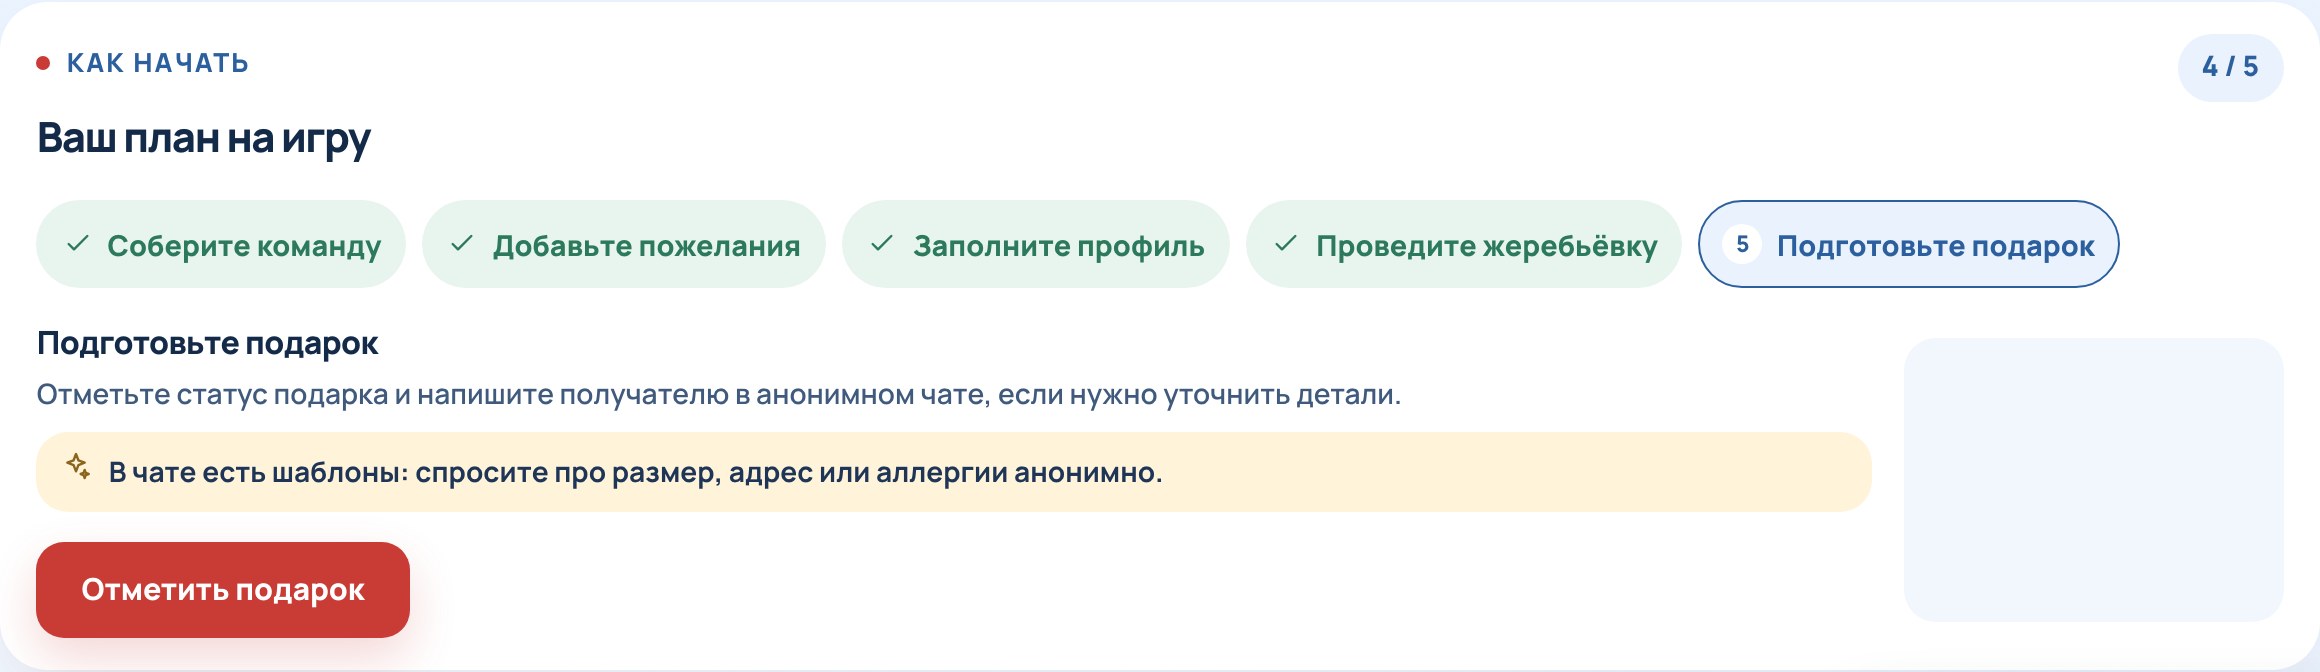 КАК НАЧАТЬ
4 / 5
Ваш план на игру
Соберите команду
Добавьте пожелания
Заполните профиль
Проведите жеребьёвку
5 Подготовьте подарок
Подготовьте подарок
Отметьте статус подарка и напишите получателю в анонимном чате, если нужно уточнить детали.
В чате есть шаблоны: спросите про размер, адрес или аллергии анонимно.
Отметить подарок